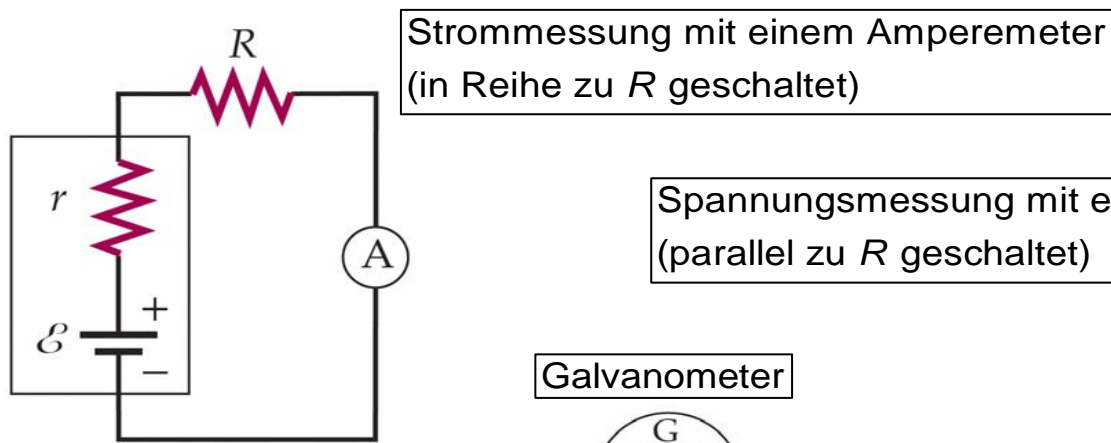 Strommessung mit einem Amperemeter
(in Reihe zu R geschaltet)
R
r
A
+
ℰ
−
Spannungsmessung mit e
(parallel zu R geschaltet)
Galvanometer
G